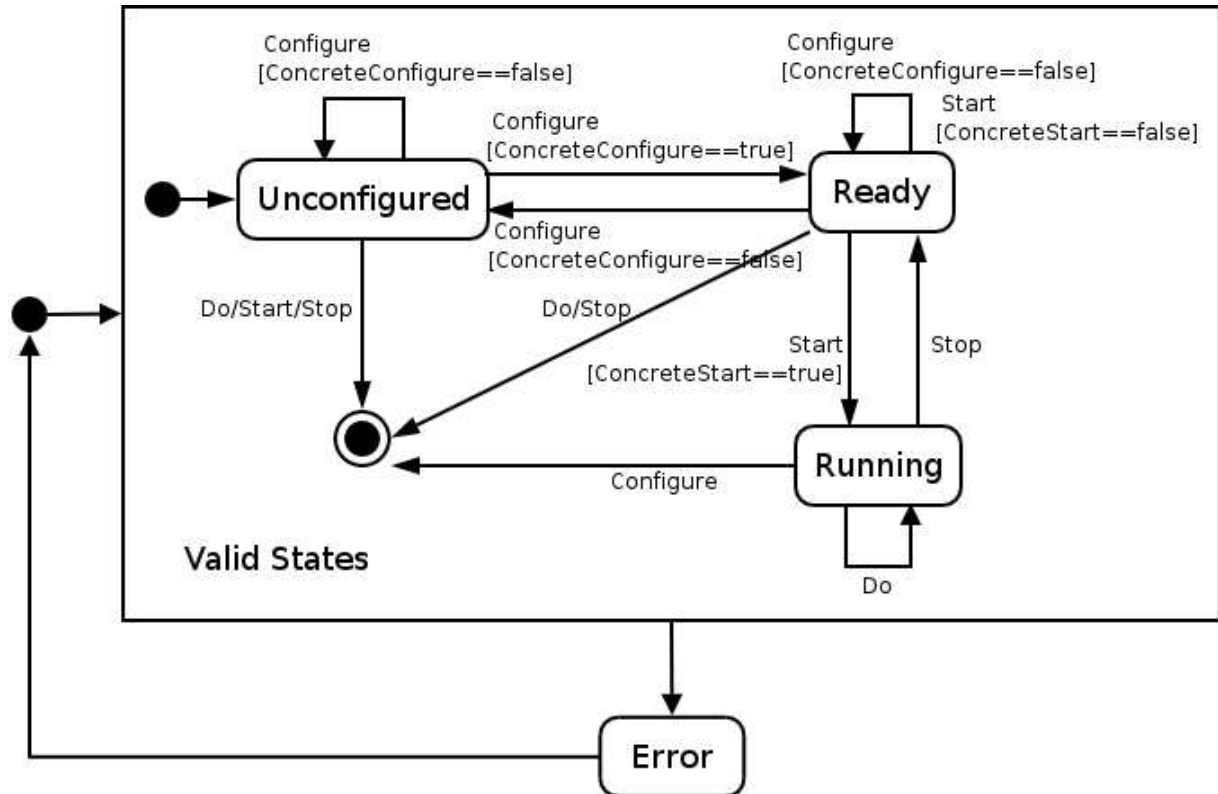 Configure
[ConcreteConfigure==false]
Configure
[ConcreteConfigure==false]
Start
[ConcreteStart==false]
Configure
[ConcreteConfigure==true]
Unconfigured
Ready
Configure
[ConcreteConfigure==false]
Do/Start/Stop
Do/Stop
Start
[ConcreteStart==true]
Stop
Running
Configure
Valid States
Do
Error